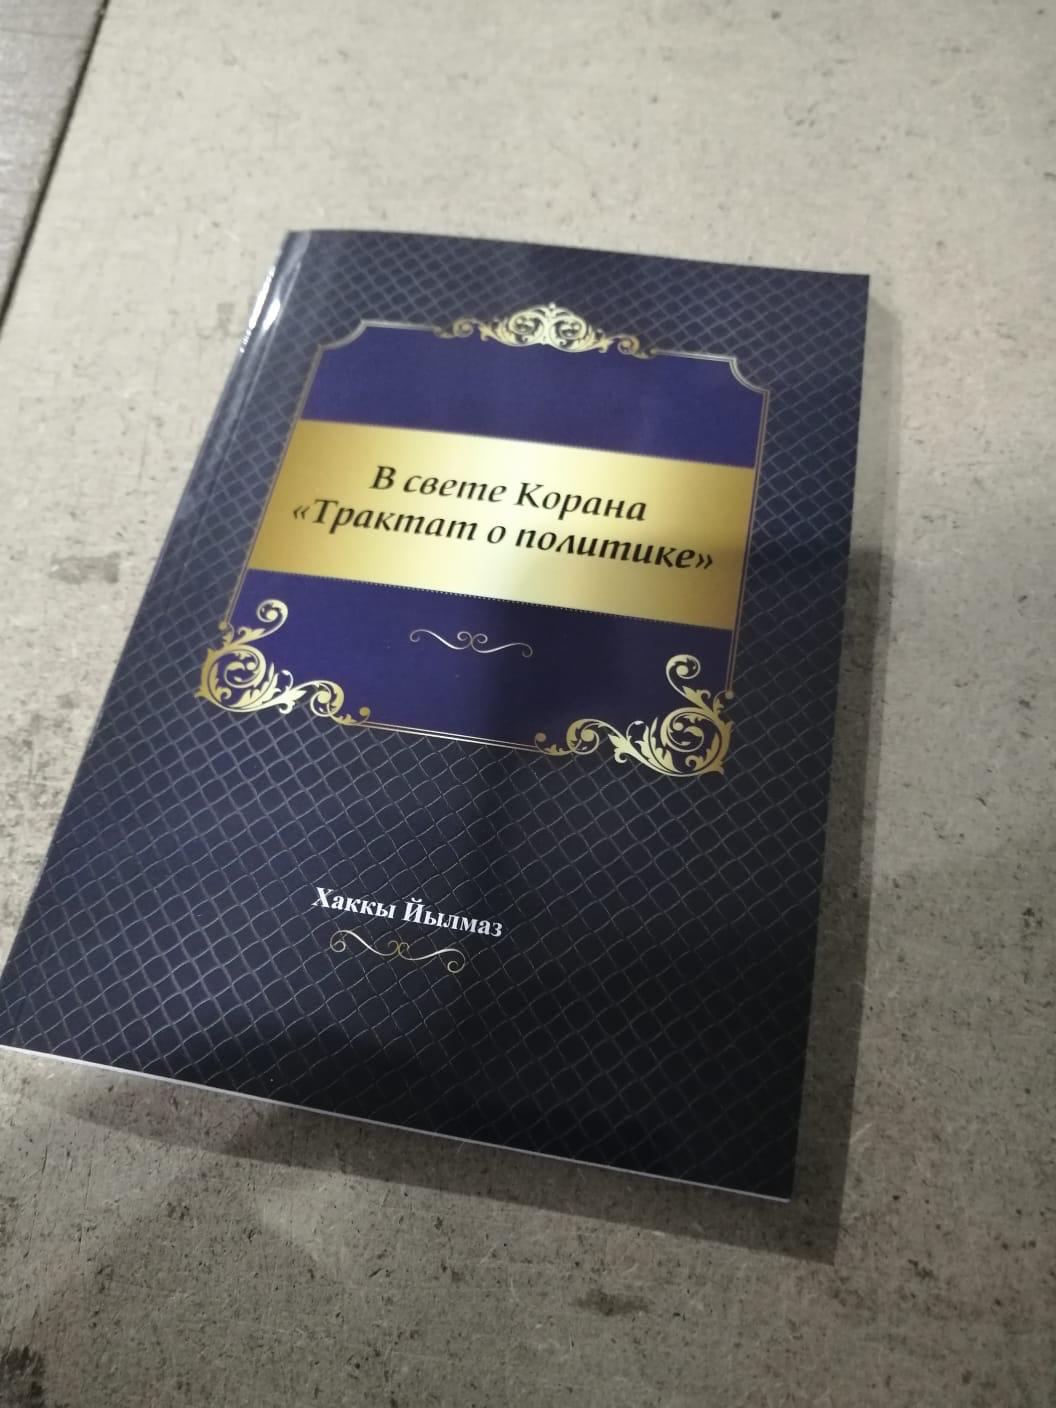 В свете Корана
«Трактат о политике»
Хаккы Йылмаз